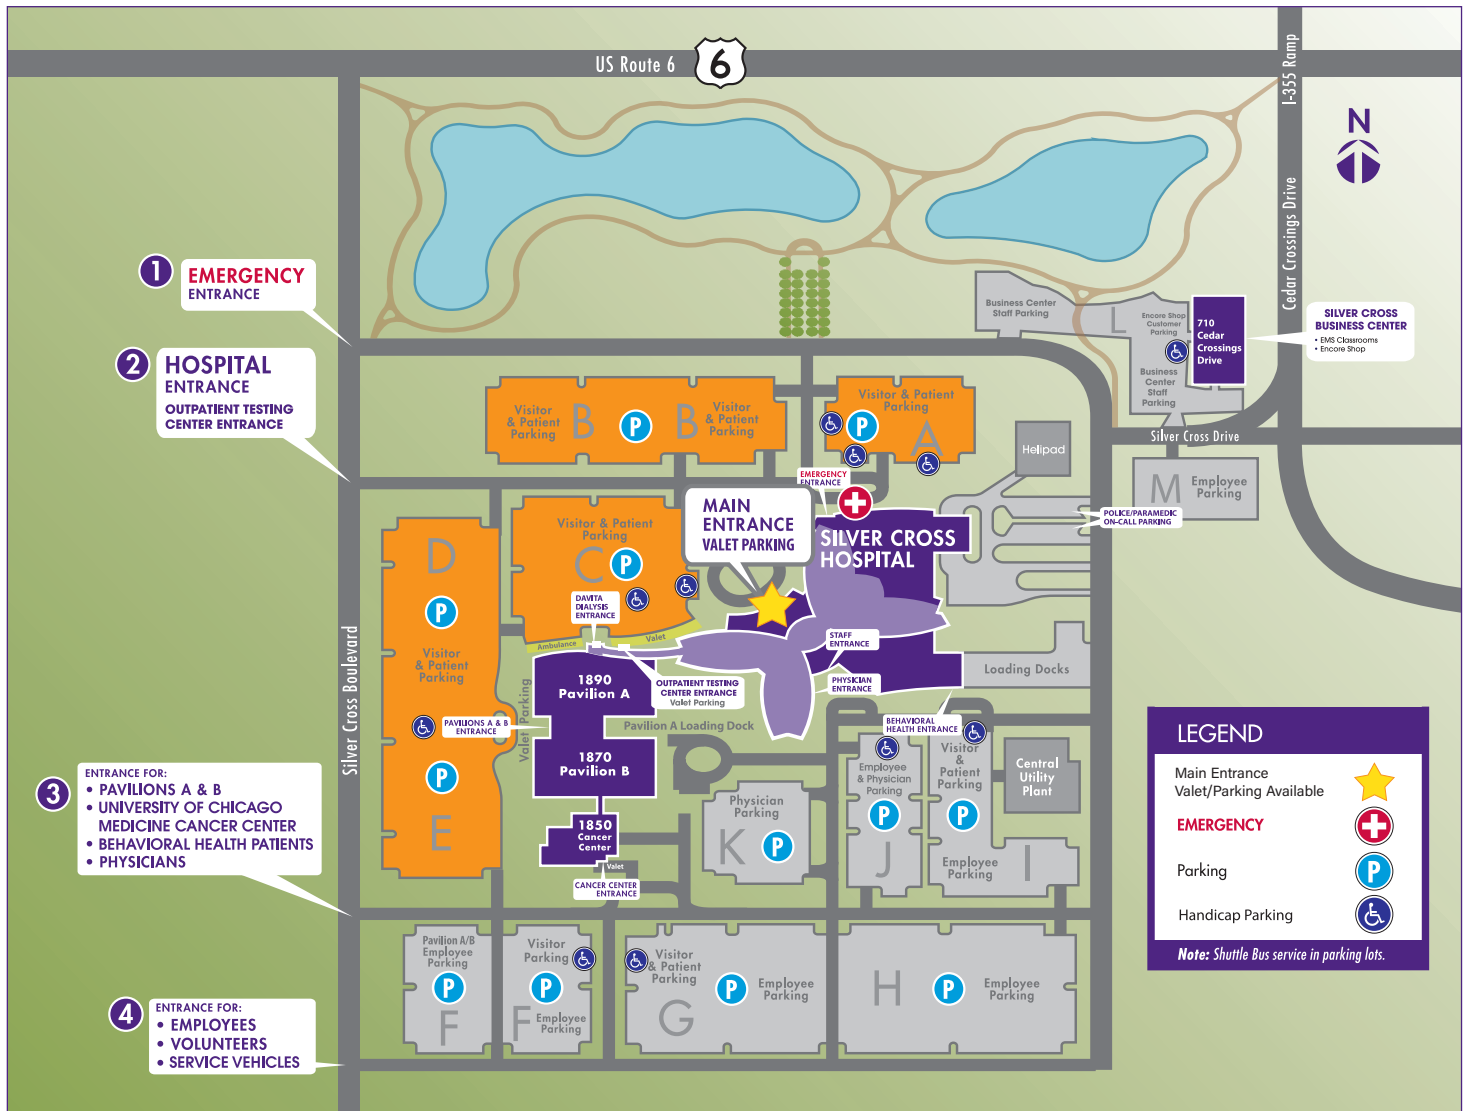 US Route 6
6
I-355 Ramp
N
Cedar Crossings Drive
1
EMERGENCY
ENTRANCE
2
HOSPITAL
ENTRANCE
OUTPATIENT TESTING
CENTER ENTRANCE
Business Center
Staff Parking
L
Encore Shop
Customer
Parking
710
Cedar
Crossings
Drive
Business
Center
Staff
Parking
SILVER CROSS
BUSINESS CENTER
• EMS Classrooms
• Encore Shop
Silver Cross Drive
Visitor
& Patient
Parking
B
P
B
Visitor
& Patient
Parking
Visitor & Patient
Parking
P
A
Helipad
M
Employee
Parking
POLICE/PARAMEDIC
ON-CALL PARKING
EMERGENCY
ENTRANCE
MAIN
ENTRANCE
VALET PARKING
SILVER CROSS
HOSPITAL
D
P
Visitor
& Patient
Parking
P
E
Visitor & Patient
Parking
C
P
DAVITA
DIALYSIS
ENTRANCE
Ambulance
Valet
STAFF
ENTRANCE
PHYSICIAN
ENTRANCE
Loading Docks
Silver Cross Boulevard
Valet Parking
1890
Pavilion A
OUTPATIENT TESTING
CENTER ENTRANCE
Valet Parking
PAVILIONS A & B
ENTRANCE
Pavilion A Loading Dock
BEHAVIORAL
HEALTH ENTRANCE
1870
Pavilion B
1850
Cancer
Center
Valet
CANCER CENTER
ENTRANCE
Physician
Parking
K
P
Employee
& Physician
Parking
P
J
Visitor
&
Patient
Parking
P
Employee
Parking
I
Central
Utility
Plant
3
ENTRANCE FOR:
• PAVILIONS A & B
• UNIVERSITY OF CHICAGO
MEDICINE CANCER CENTER
• BEHAVIORAL HEALTH PATIENTS
• PHYSICIANS
Pavilion A/B
Employee
Parking
P
F
Visitor
Parking
P
F
Employee
Parking
Visitor
& Patient
Parking
G
P
Employee
Parking
H
P
Employee
Parking
4
ENTRANCE FOR:
• EMPLOYEES
• VOLUNTEERS
• SERVICE VEHICLES
LEGEND
Main Entrance
Valet/Parking Available
EMERGENCY
Parking
P
Handicap Parking
Note: Shuttle Bus service in parking lots.